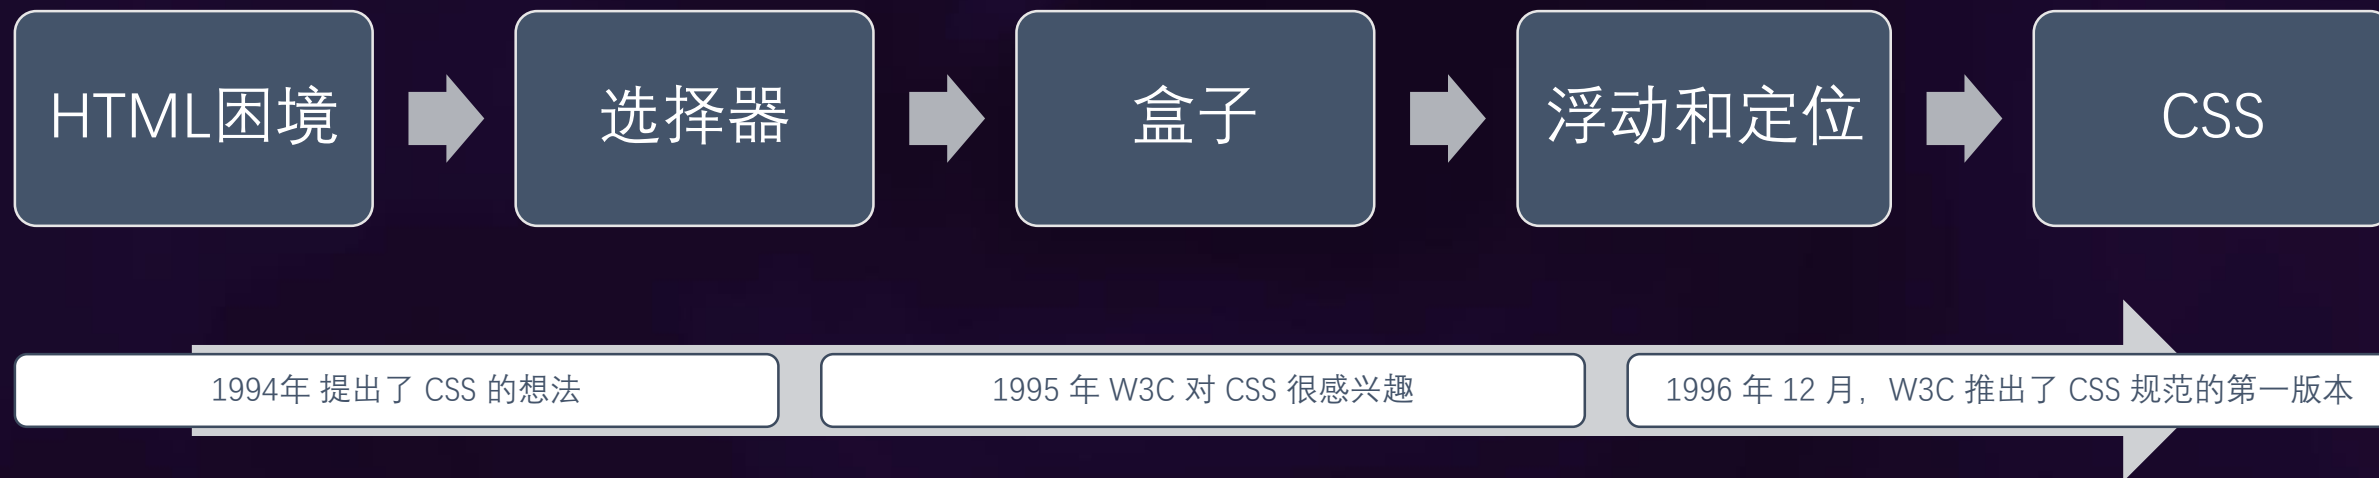 HTML困境
选择器
盒子
浮动和定位
CSS
1994年 提出了 CSS 的想法
1995 年 W3C 对 CSS 很感兴趣
1996 年 12 月，W3C 推出了 CSS 规范的第一版本